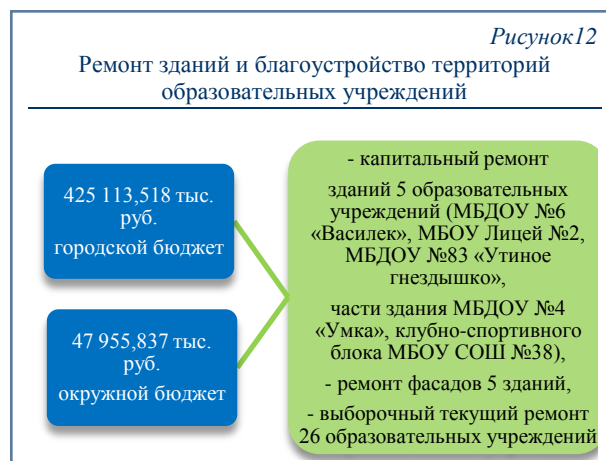 Рисунок12
Ремонт зданий и благоустройство территорий
образовательных учреждений
425 113,518 тыс.
руб.
городской бюджет
47 955,837 тыс.
руб.
окружной бюджет
- капитальный ремонт
зданий 5 образовательных
учреждений (МБДОУ №6
«Василек», МБОУ Лицей №2,
МБДОУ №83 «Утиное
гнездышко»,
части здания МБДОУ №4
«Умка», клубно-спортивного
блока МБОУ СОШ №38),
- ремонт фасадов 5 зданий,
- выборочный текущий ремонт
26 образовательных учреждений